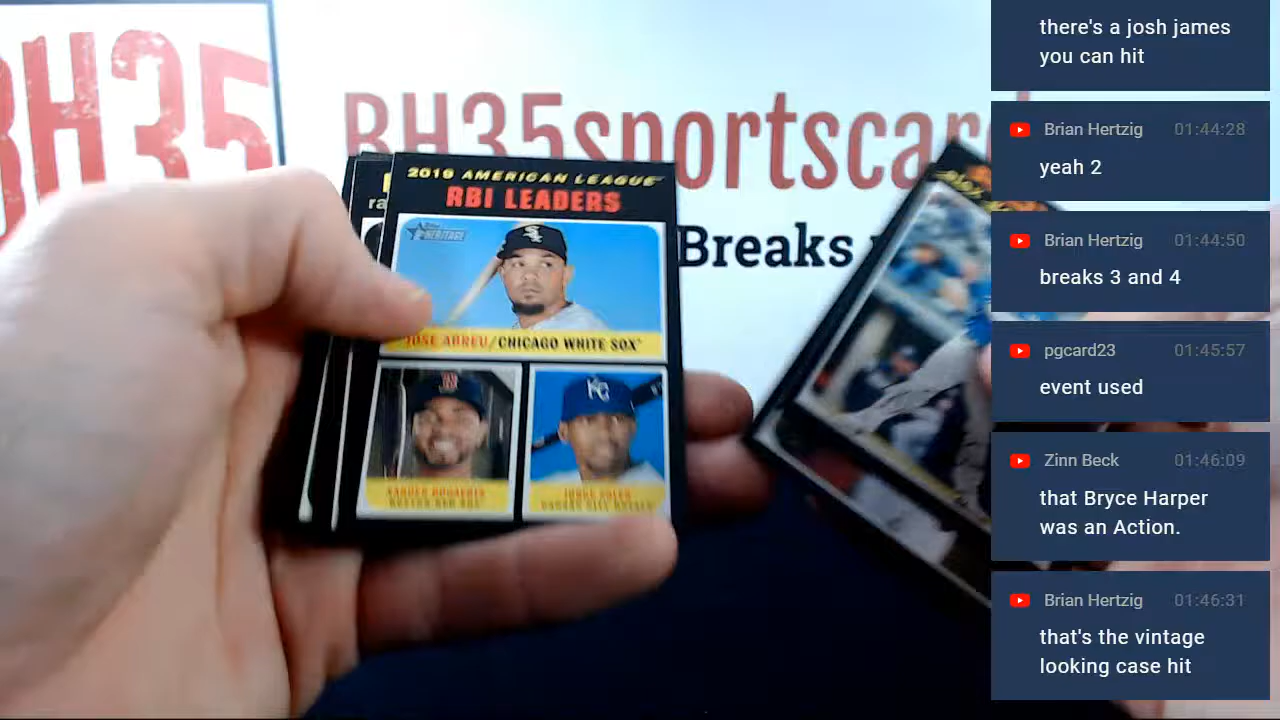 BH35
BH35sportscar
Breaks
2019 AMERICAN LEAGUE
RBI LEADERS
HERITAGE
JOSE ABREU/CHICAGO WHITE SOX
ra
KC
there's a josh james
you can hit
Brian Hertzig 01:44:28
yeah 2
Brian Hertzig 01:44:50
breaks 3 and 4
pgcard23 01:45:57
event used
Zinn Beck 01:46:09
that Bryce Harper
was an Action.
Brian Hertzig 01:46:31
that's the vintage
looking case hit